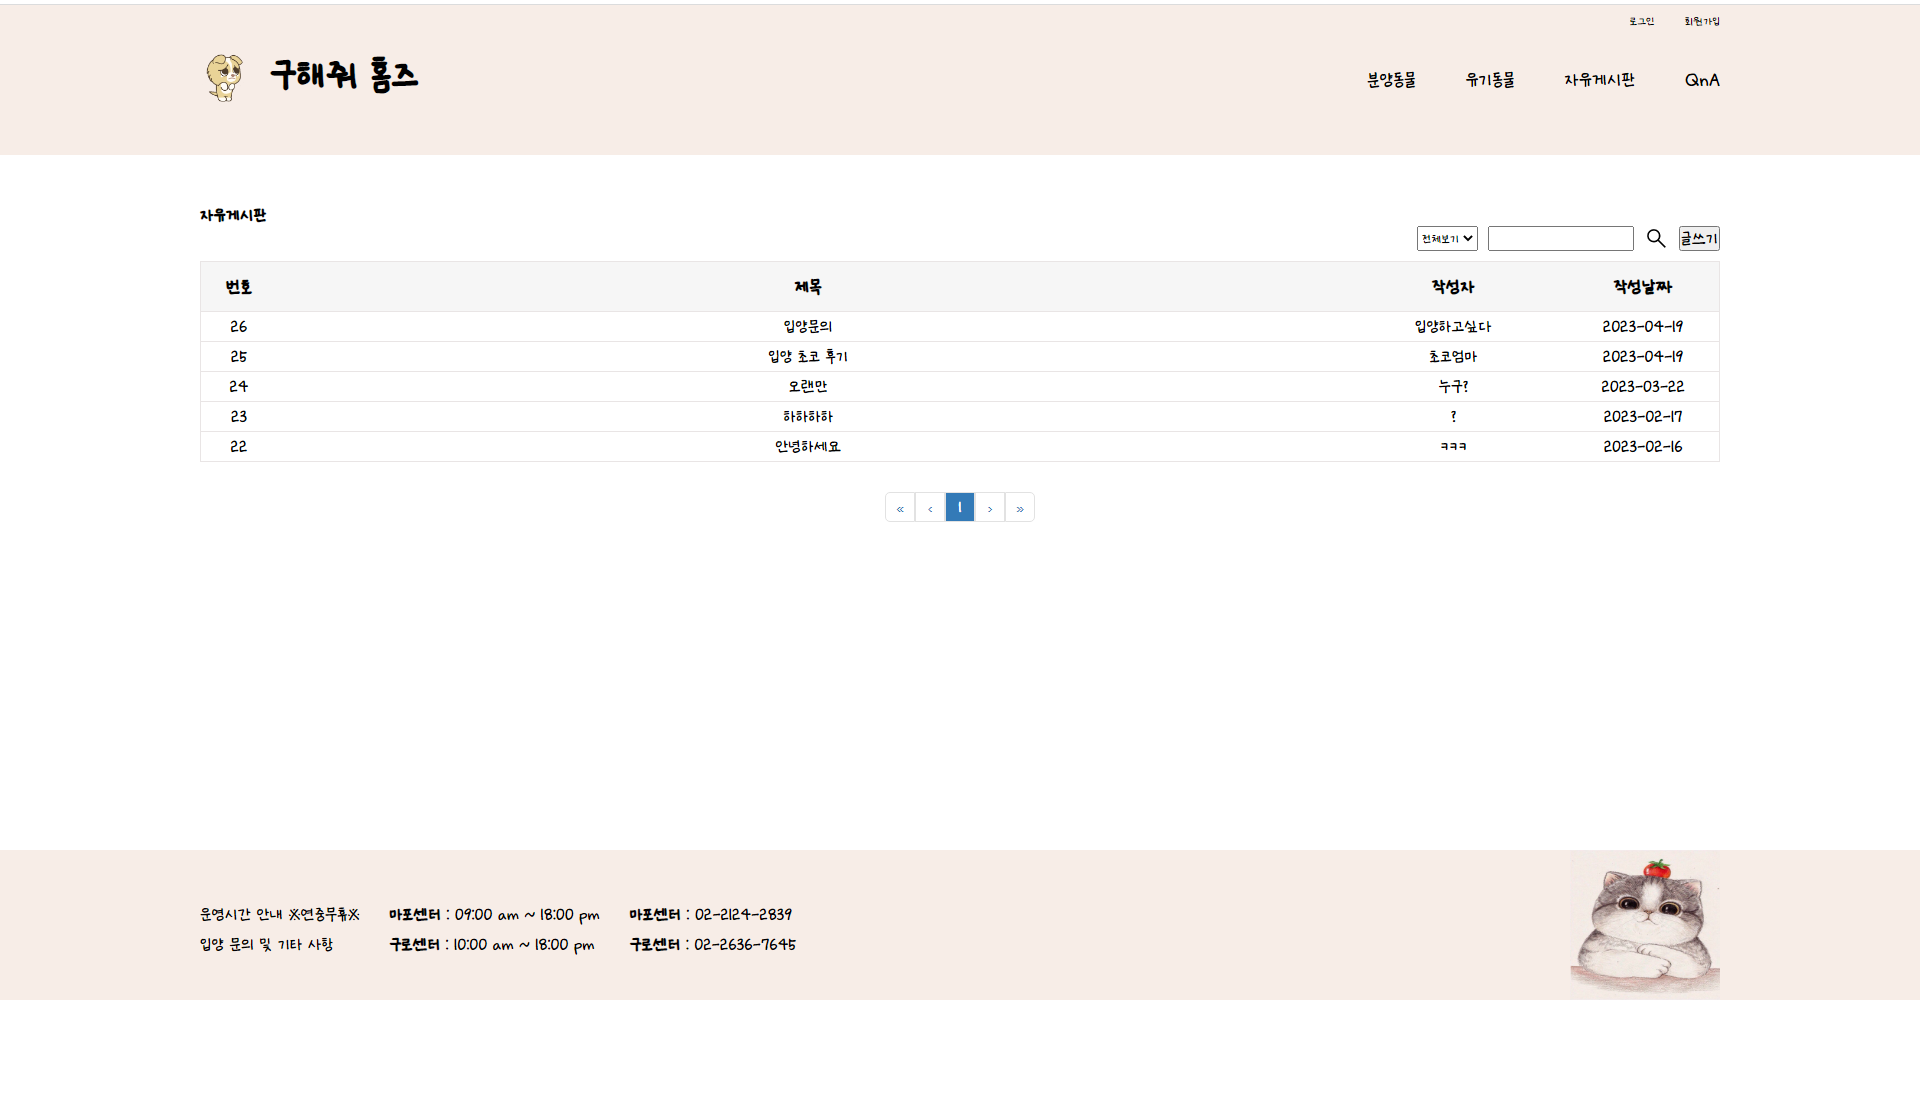 로그인 회원가입
구해줘 홈즈
분양동물 유기동물 자유게시판 QnA
자유게시판
전체보기 글쓰기
번호 제목 작성자 작성날짜
26 입양문의 입양하고싶다 2023-04-19
25 입양 초코 후기 초코엄마 2023-04-19
24 오랜만 누구? 2023-03-22
23 하하하하 ? 2023-02-17
22 안녕하세요 ㅋㅋㅋ 2023-02-16
« ‹ 1 › »
운영시간 안내 ※연중무휴※ 마포센터 : 09:00 am ~ 18:00 pm 마포센터 : 02-2124-2839
입양 문의 및 기타 사항 구로센터 : 10:00 am ~ 18:00 pm 구로센터 : 02-2636-7645